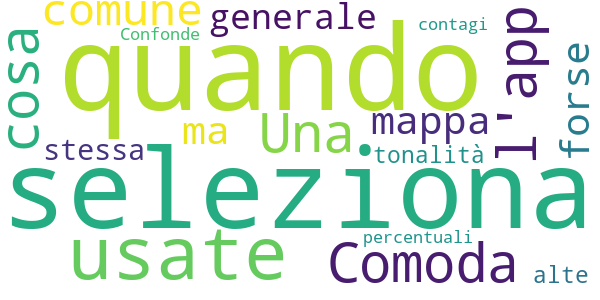 comune
generale
contagi
Confonde
quando
cosa
l'app
forse
stessa
ma
Una
mappa
tonalità
seleziona
usate
percentuali
Comoda
alte